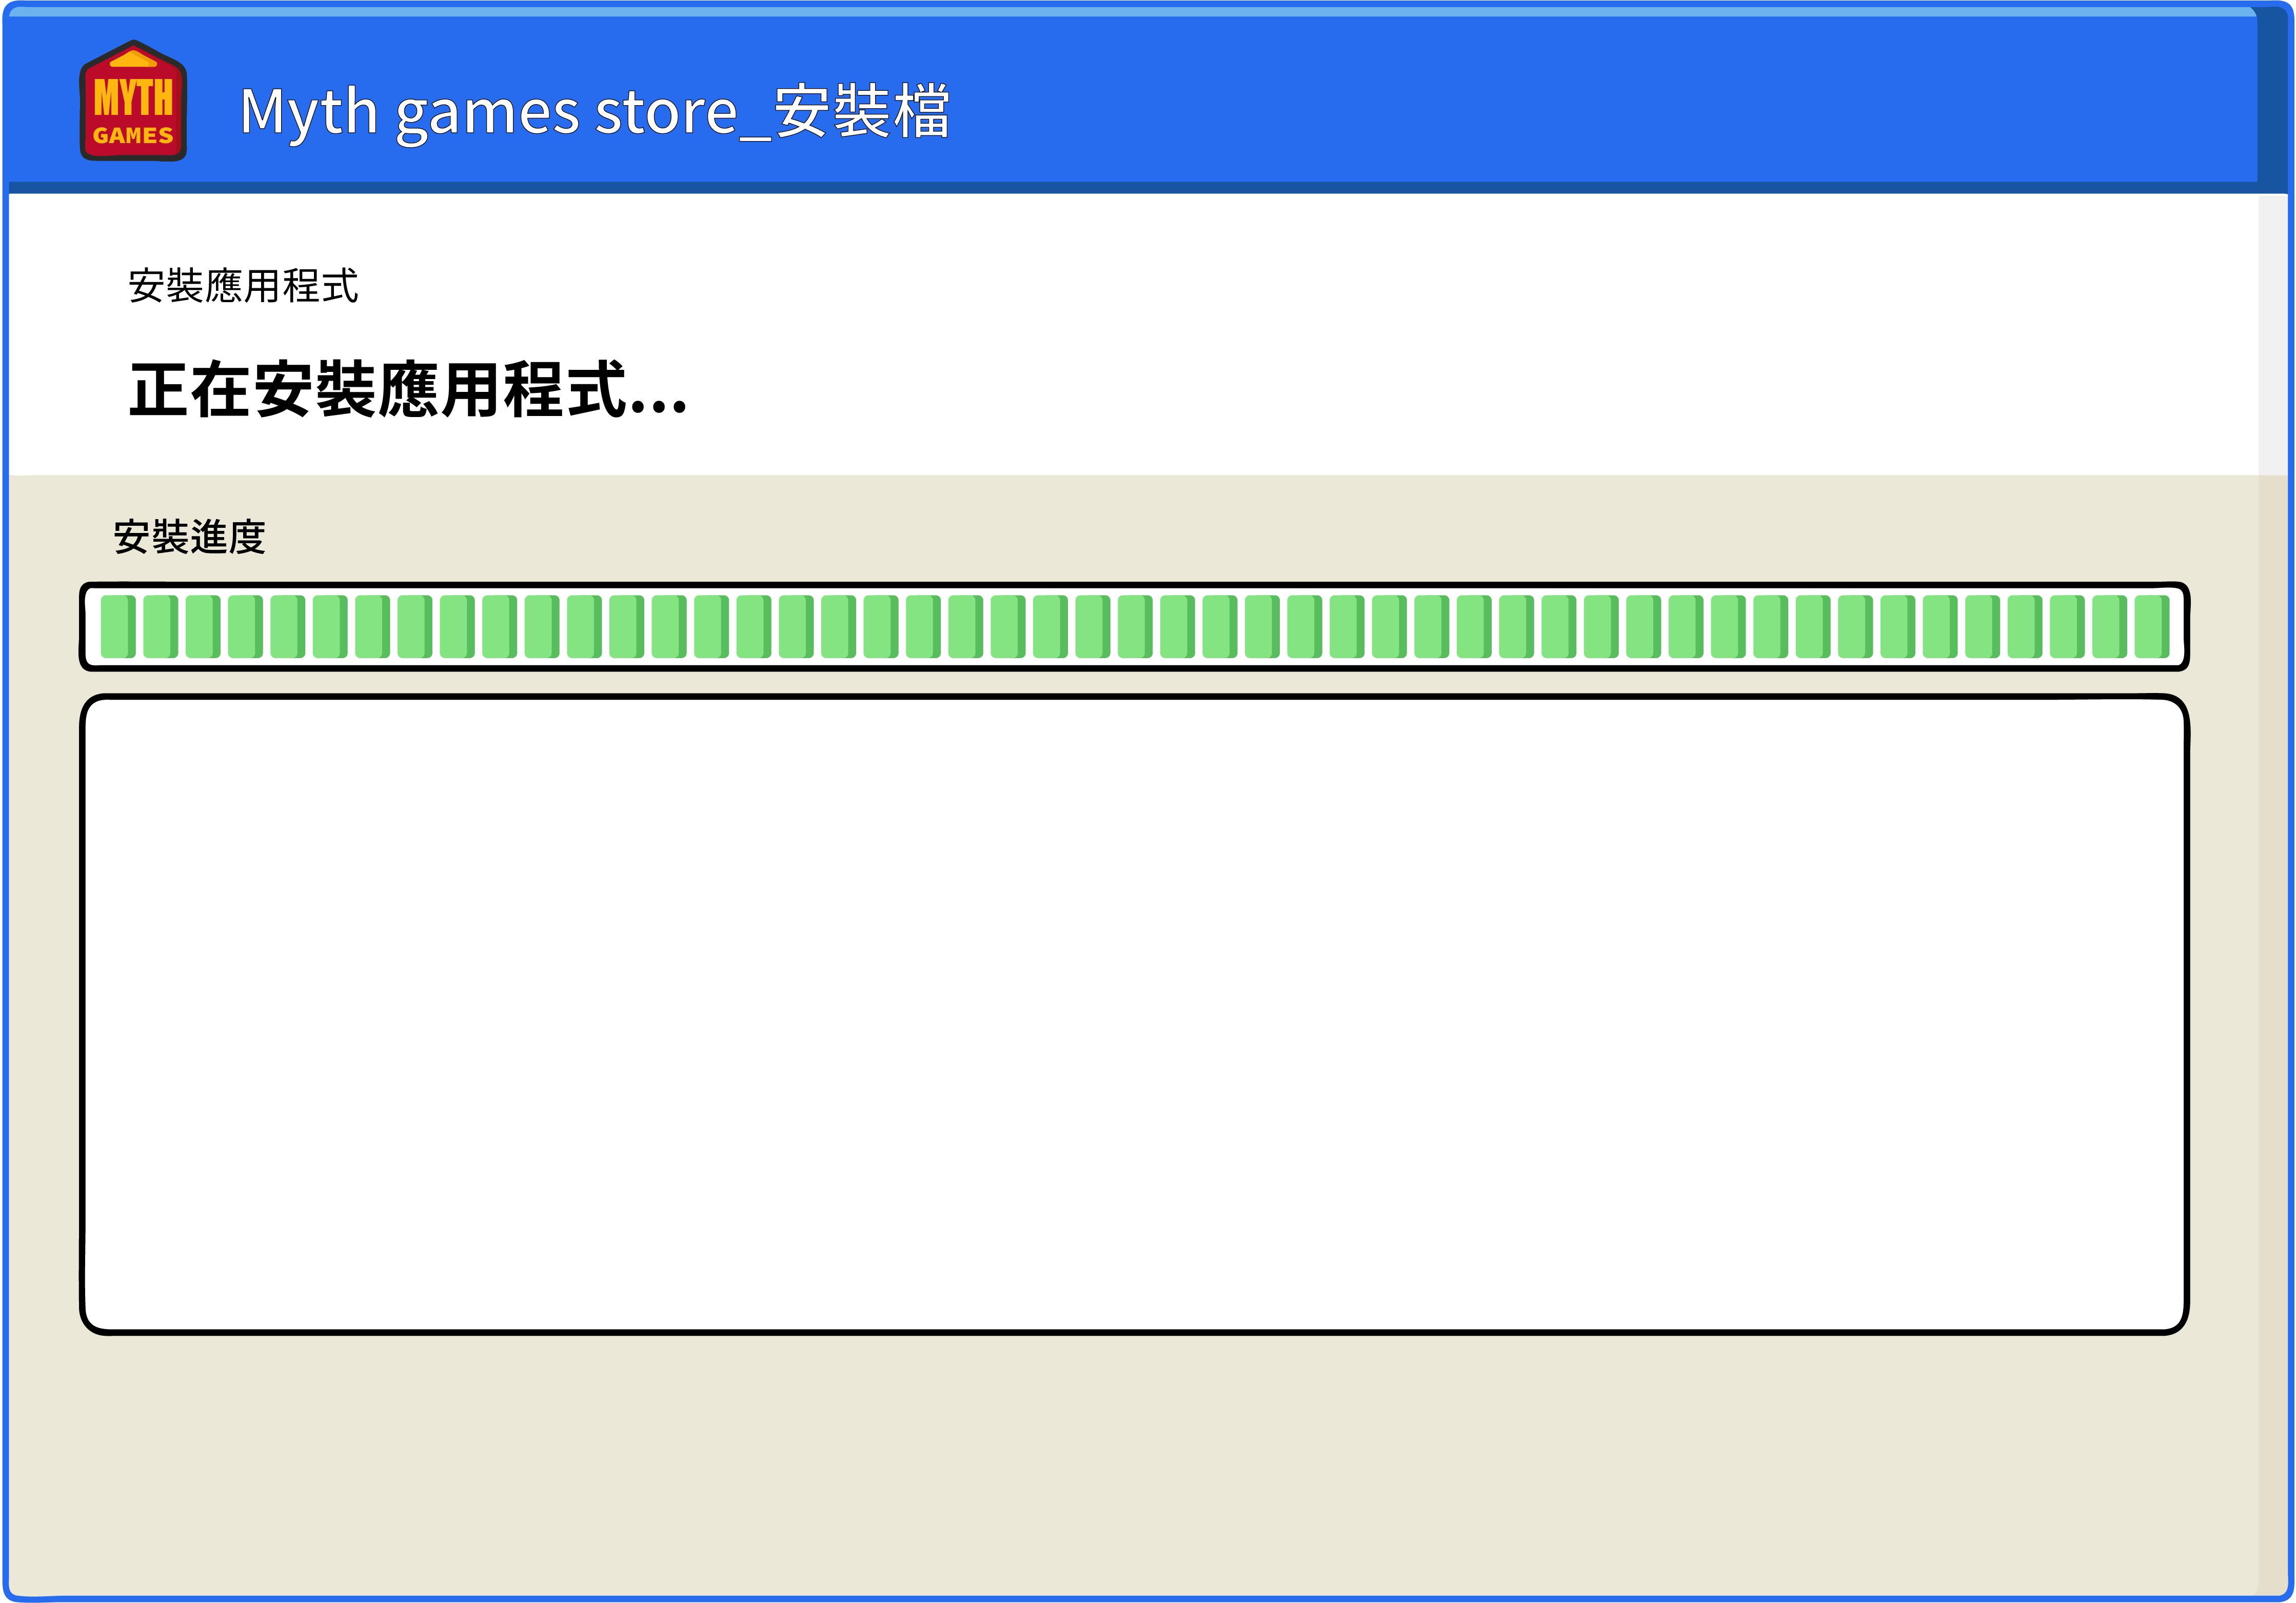 MYTH
GAMES
Myth games store_安裝檔
安裝應用程式
正在安裝應用程式...
安裝進度